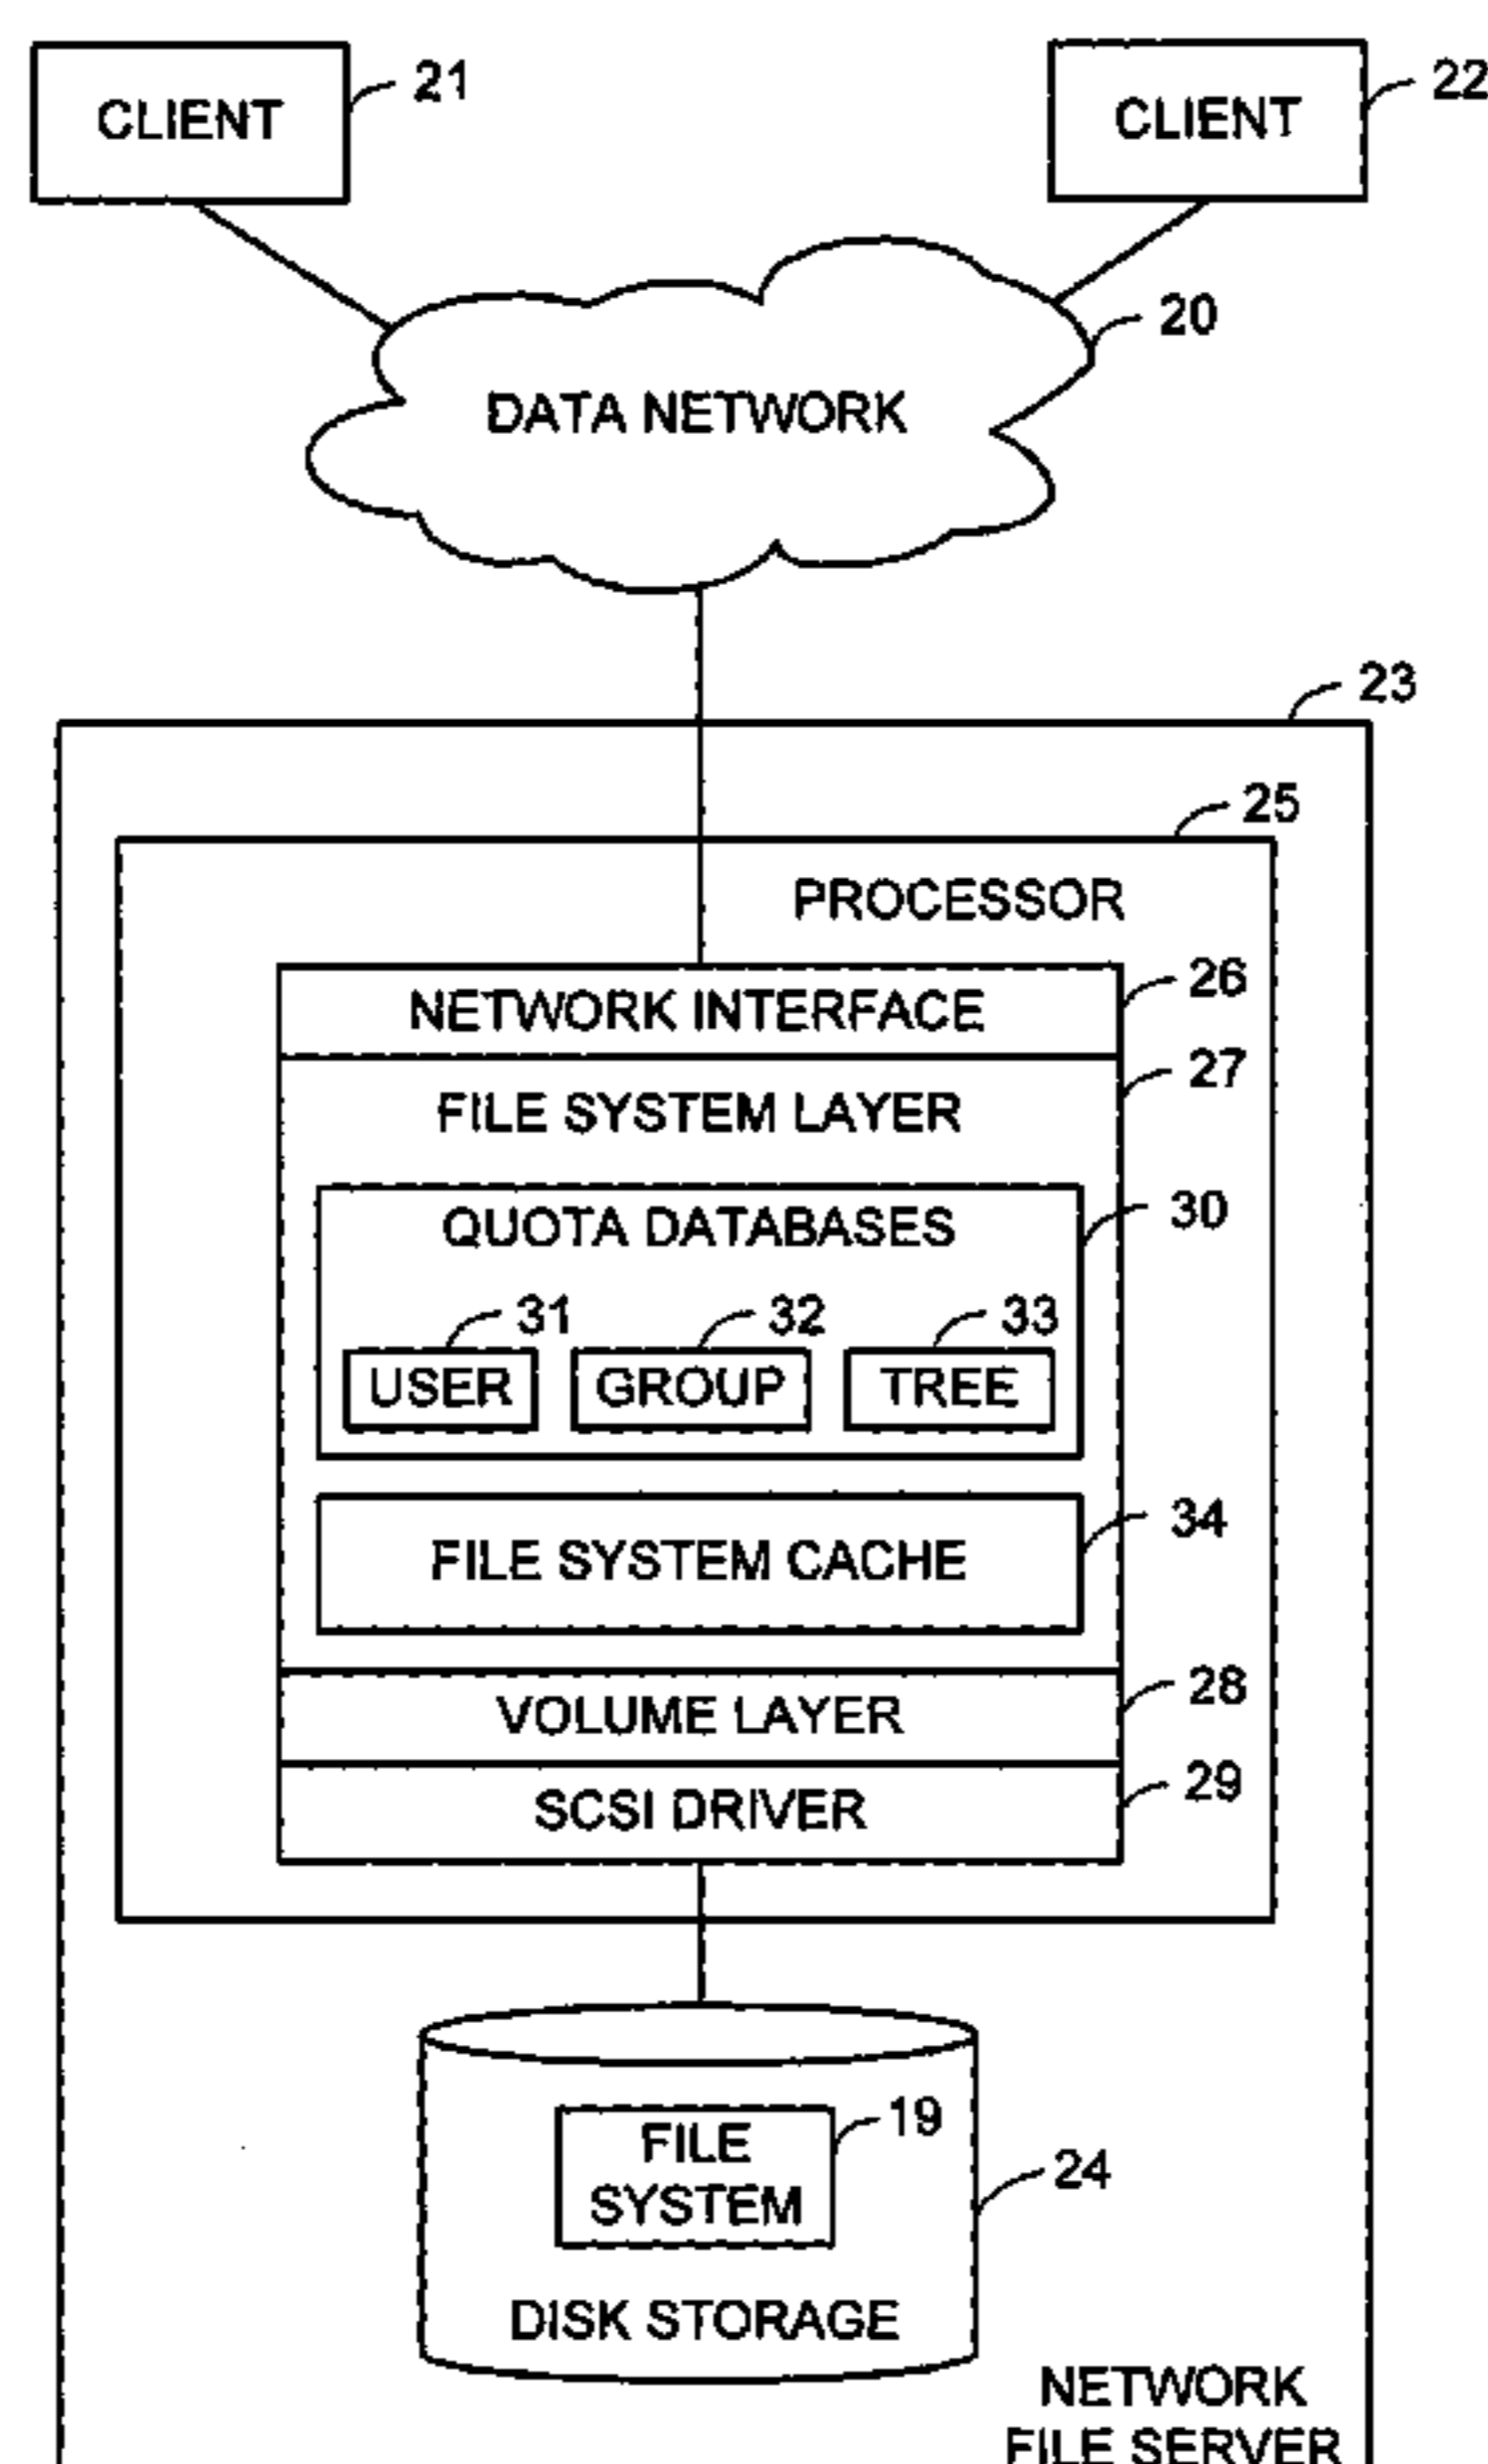 CLIENT
21
CLIENT
22
20
DATA NETWORK
23
25
PROCESSOR
26
NETWORK INTERFACE
27
FILE SYSTEM LAYER
30
QUOTA DATABASES
31
32
33
USER
GROUP
TREE
34
FILE SYSTEM CACHE
28
VOLUME LAYER
29
SCSI DRIVER
19
FILE
SYSTEM
24
DISK STORAGE
NETWORK
FILE SERVER